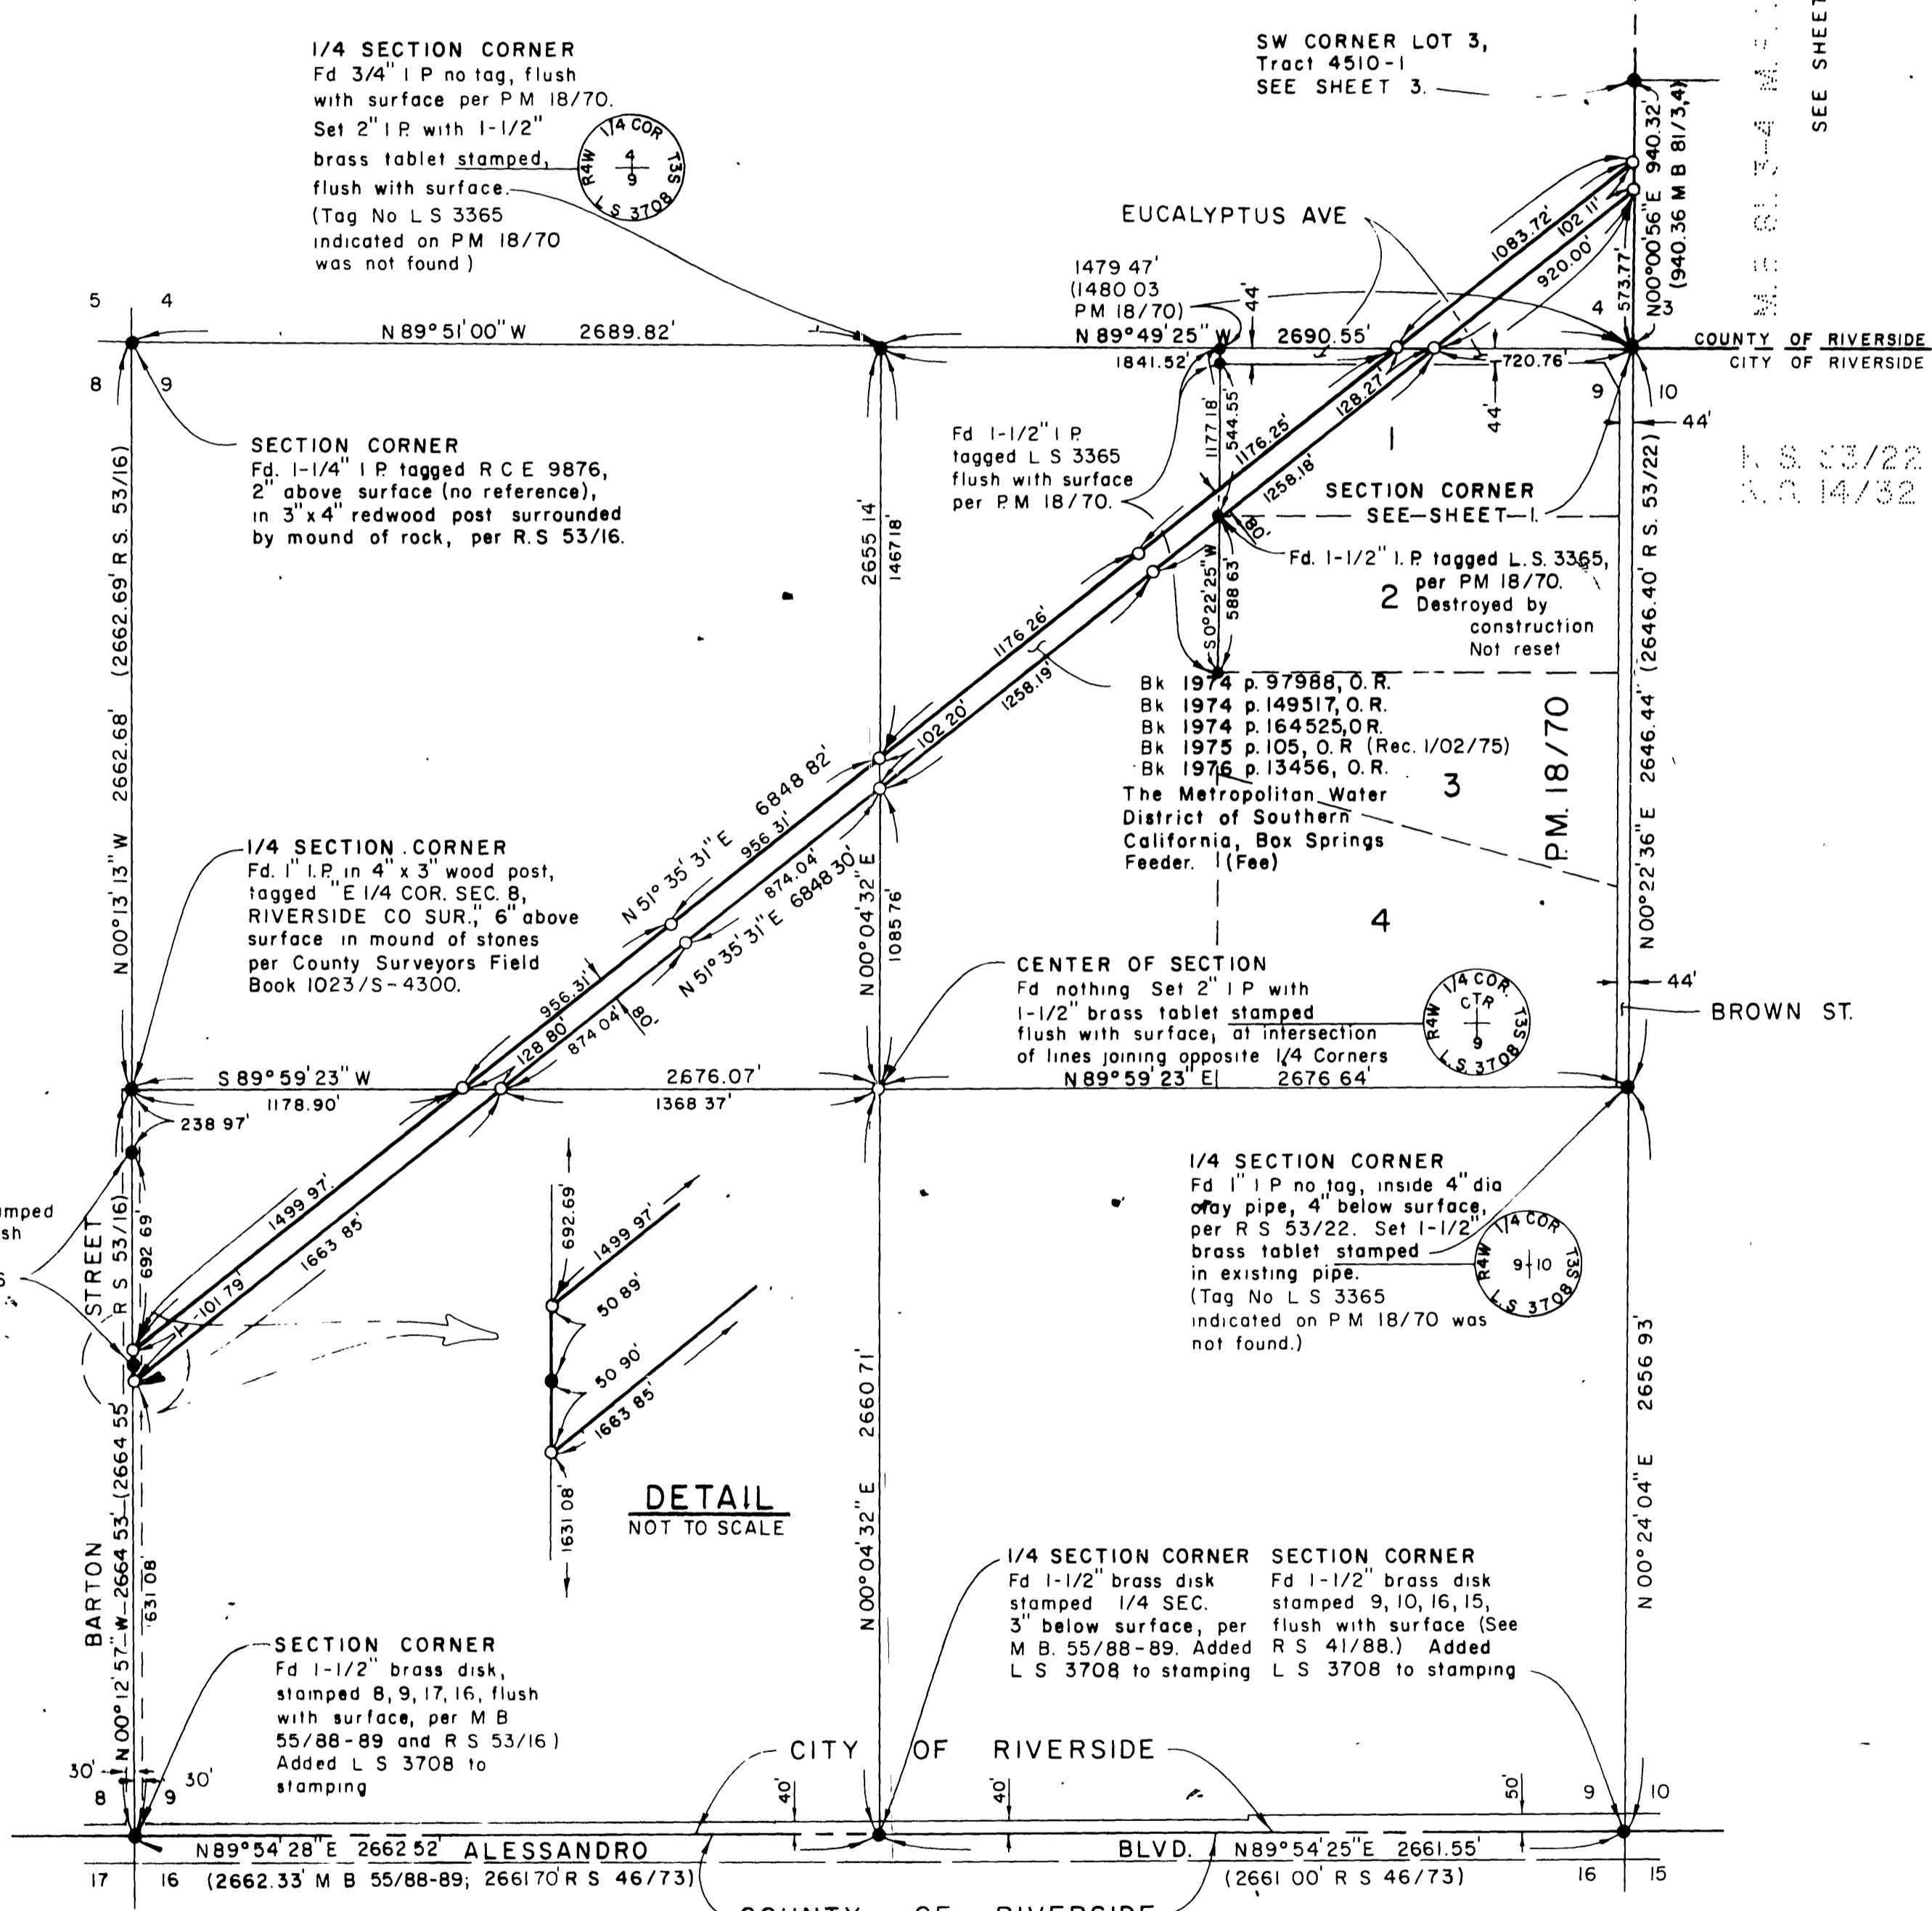 1/4 SECTION CORNER
Fd 3/4" I P no tag, flush
with surface per P M 18/70.
Set 2" I P. with 1-1/2"
brass tablet stamped,
flush with surface.
(Tag No L S 3365
indicated on PM 18/70
was not found )
1/4 COR
R4W
4
9
T3S
L S 3708
SW CORNER LOT 3,
Tract 4510-1
SEE SHEET 3.
SEE SHEET
N00°00'56"E 940.32'
(940.36 M B 81/3,4)
573.77'
EUCALYPTUS AVE
1083.72'
102.11'
920.00'
1479 47'
(1480 03
PM 18/70)
44'
5 4
N 89°51'00" W 2689.82'
N 89°49'25" W 2690.55'
4 3
COUNTY OF RIVERSIDE
CITY OF RIVERSIDE
1841.52'
720.76'
8 9
9 10
44'
44'
128.27'
1177 18'
544.55'
1176.25'
1258.18'
1
SECTION CORNER
Fd. 1-1/4" I P. tagged R C E 9876,
2" above surface (no reference),
in 3"x 4" redwood post surrounded
by mound of rock, per R.S 53/16.
Fd 1-1/2" I P.
tagged L S 3365
flush with surface
per P.M 18/70.
SECTION CORNER
SEE SHEET 1.
80'
Fd. 1-1/2" I.P. tagged L.S. 3365,
per PM 18/70.
2 Destroyed by
construction
Not reset
N00°13'13" W 2662.68' (2662.69' R S. 53/16)
2655 14'
1467 18'
S 0°22'25" W
588 63'
N00°22'36" E 2646.44' (2646.40' R S. 53/22)
1176 26'
1258.19'
102 20'
Bk 1974 p. 97988, O. R.
Bk 1974 p. 149517, O. R.
Bk 1974 p. 164525, O R.
Bk 1975 p. 105, O. R (Rec. 1/02/75)
Bk 1976 p. 13456, O. R.
The Metropolitan Water
District of Southern
California, Box Springs
Feeder. (Fee)
3
P.M. 18/70
N 51° 35' 31" E 6848 82'
956 31'
874.04'
N 51° 35' 31" E 6848 30'
1/4 SECTION CORNER
Fd. 1" I.P. in 4" x 3" wood post,
tagged "E 1/4 COR. SEC. 8,
RIVERSIDE CO SUR.," 6" above
surface in mound of stones
per County Surveyors Field
Book 1023/S-4300.
N00°04'32" E
1085 76'
4
956.31'
128 80'
874 04'
80'
CENTER OF SECTION
Fd nothing Set 2" I P with
1-1/2" brass tablet stamped
flush with surface, at intersection
of lines joining opposite 1/4 Corners
1/4 COR.
CTR
R4W
9
T3S
L.S. 3708
44'
BROWN ST.
S 89°59'23" W 2676.07'
N 89°59'23" E 2676 64'
1178.90'
1368 37'
238 97'
1499 97'
1663 85'
101 79'
692 69'
STREET
692.69'
1499 97'
50 89'
50 90'
1663 85'
1631 08'
DETAIL
NOT TO SCALE
1/4 SECTION CORNER
Fd 1" I P no tag, inside 4" dia
clay pipe, 4" below surface,
per R S 53/22. Set 1-1/2"
brass tablet stamped
in existing pipe.
(Tag No L S 3365
indicated on P M 18/70 was
not found.)
1/4 COR
R4W
9 10
T3S
L.S 3708
BARTON
N00°12'57" W 2664 53' (2664 55' R S 53/16)
1631 08'
N00°04'32" E 2660 71'
N 00°24'04" E 2656 93'
SECTION CORNER
Fd 1-1/2" brass disk,
stamped 8, 9, 17, 16, flush
with surface, per M B
55/88-89 and R S 53/16)
Added L S 3708 to
stamping
1/4 SECTION CORNER
Fd 1-1/2" brass disk
stamped 1/4 SEC.
3" below surface, per
M B. 55/88-89. Added
L S 3708 to stamping
SECTION CORNER
Fd 1-1/2" brass disk
stamped 9, 10, 16, 15,
flush with surface (See
R S 41/88.) Added
L S 3708 to stamping
CITY OF RIVERSIDE
30' 30'
8 9
40'
40'
50'
9 10
N89°54'28"E 2662 52' ALESSANDRO
BLVD. N89°54'25"E 2661.55'
17 16 (2662.33' M B 55/88-89; 2661 70' R S 46/73)
(2661 00' R S 46/73)
16 15
COUNTY OF RIVERSIDE